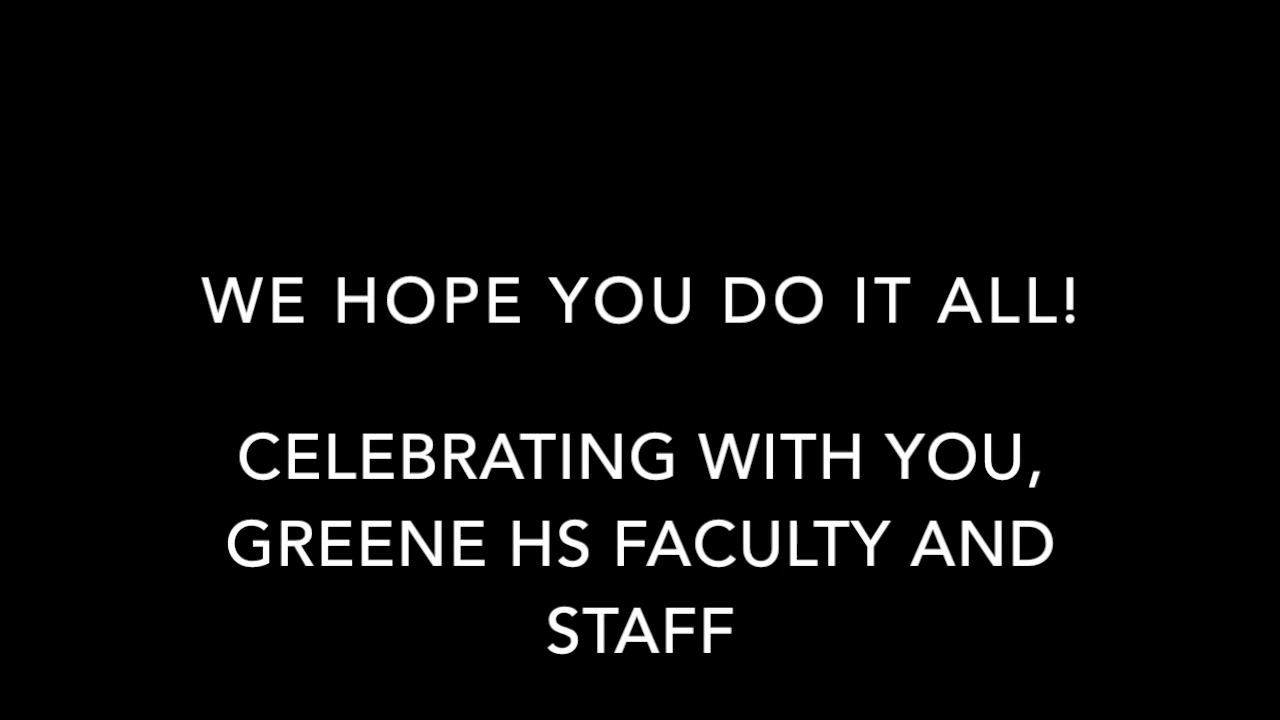 WE HOPE YOU DO IT ALL!
CELEBRATING WITH YOU,
GREENE HS FACULTY AND
STAFF